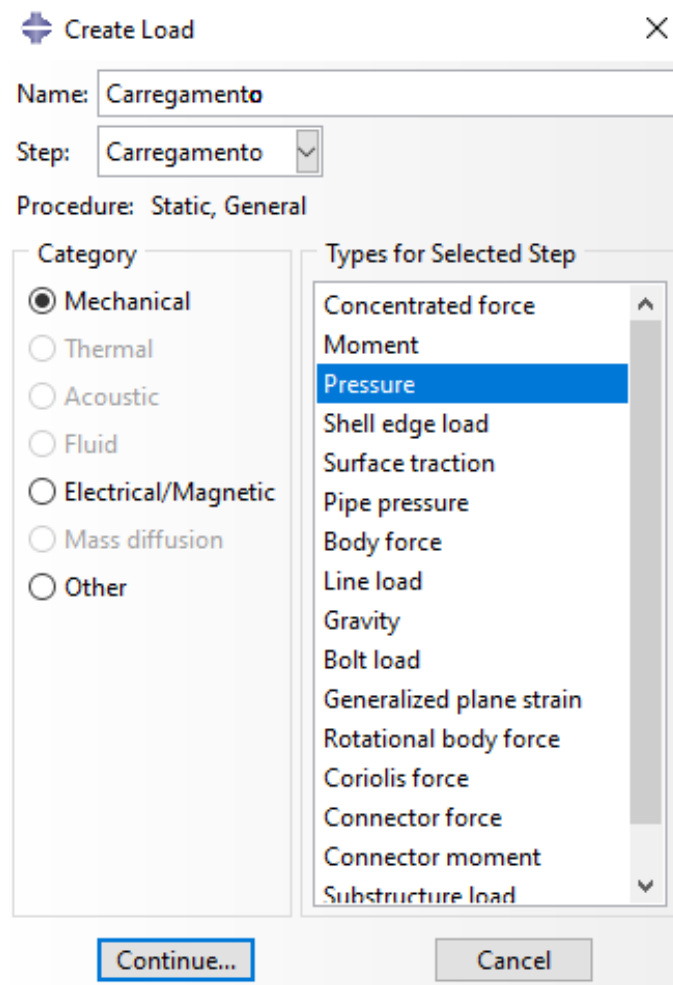 Create Load
Name: Carregamento
Step: Carregamento
Procedure: Static, General
Category
Mechanical
Thermal
Acoustic
Fluid
Electrical/Magnetic
Mass diffusion
Other
Types for Selected Step
Concentrated force
Moment
Pressure
Shell edge load
Surface traction
Pipe pressure
Body force
Line load
Gravity
Bolt load
Generalized plane strain
Rotational body force
Coriolis force
Connector force
Connector moment
Substructure load
Continue...
Cancel